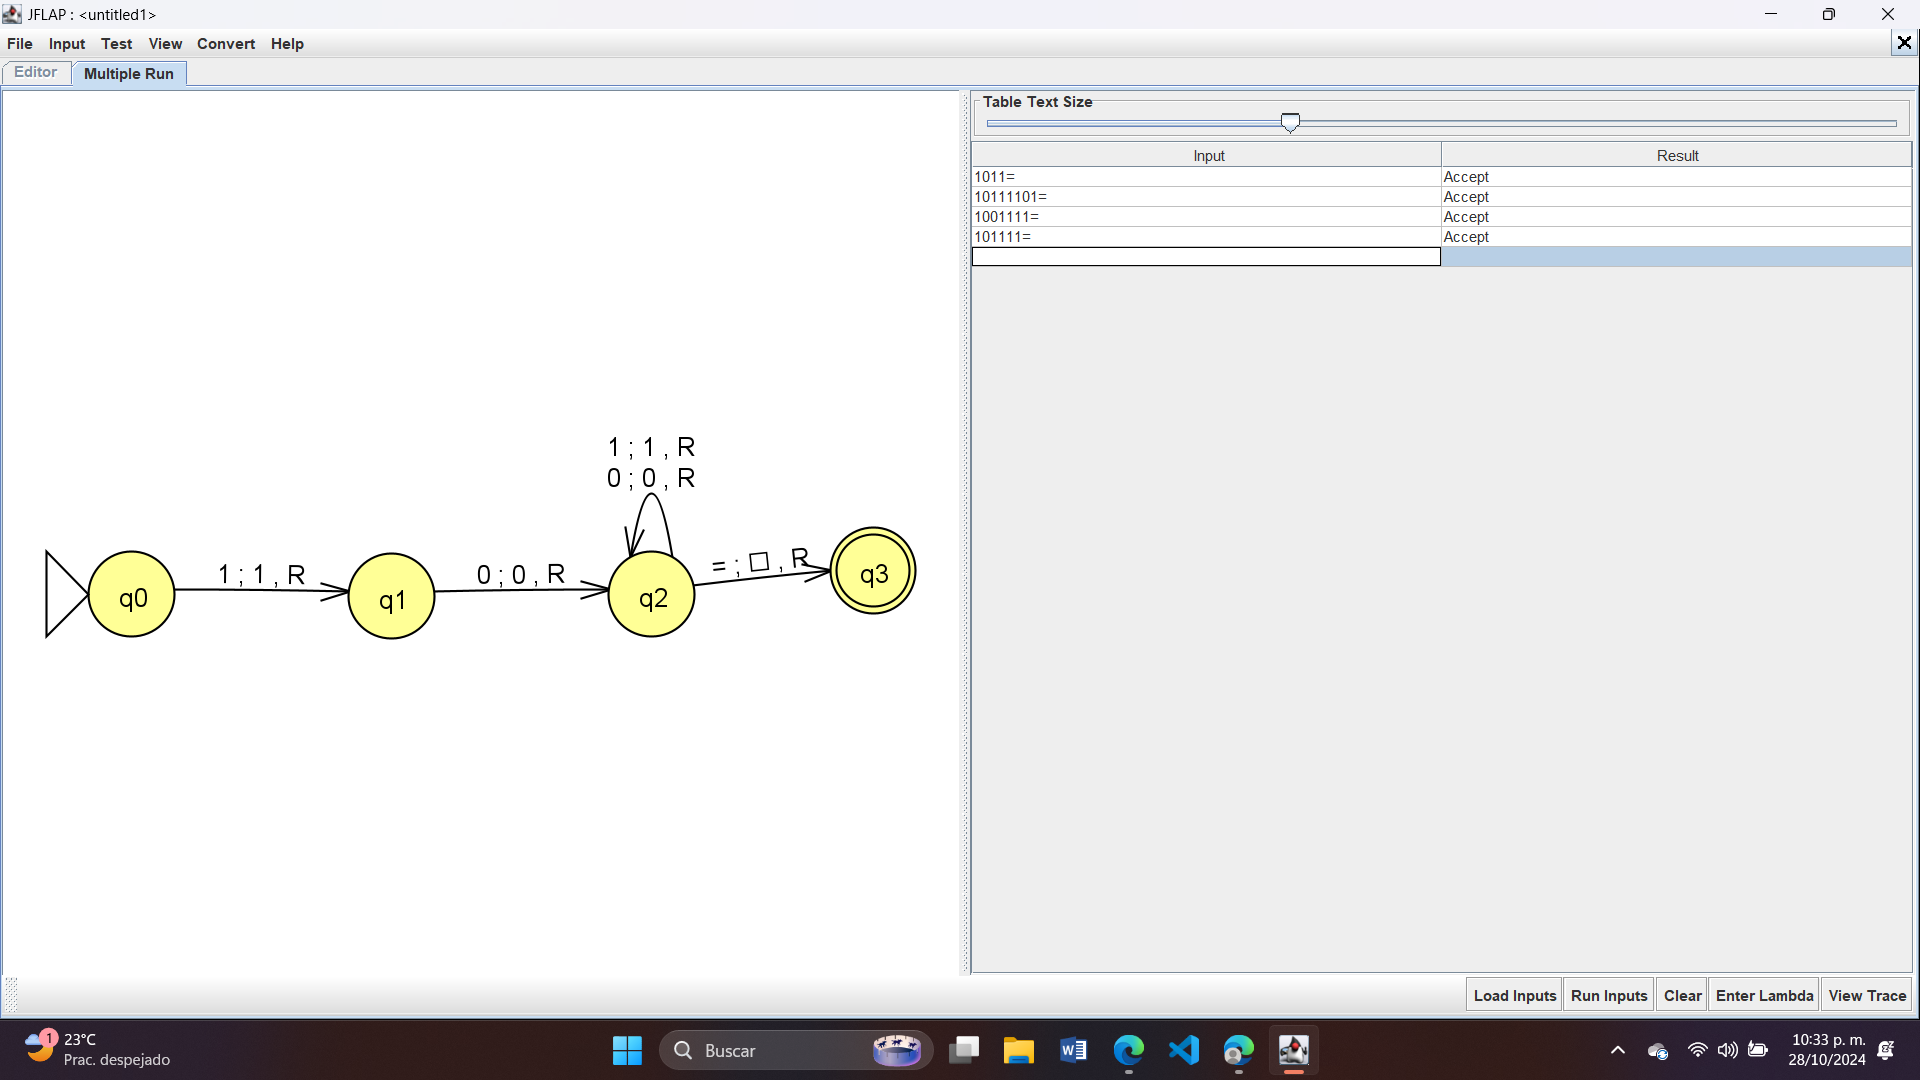 JFLAP : <untitled1>
File Input Test View Convert Help
Editor Multiple Run
Table Text Size
Input Result
1011= Accept
10111101= Accept
1001111= Accept
101111= Accept
1 ; 1 , R
0 ; 0 , R
1 ; 1 , R
0 ; 0 , R
= ; □ , R
q0
q1
q2
q3
Load Inputs Run Inputs Clear Enter Lambda View Trace
1
23°C
Prac. despejado
Buscar
10:33 p. m.
28/10/2024